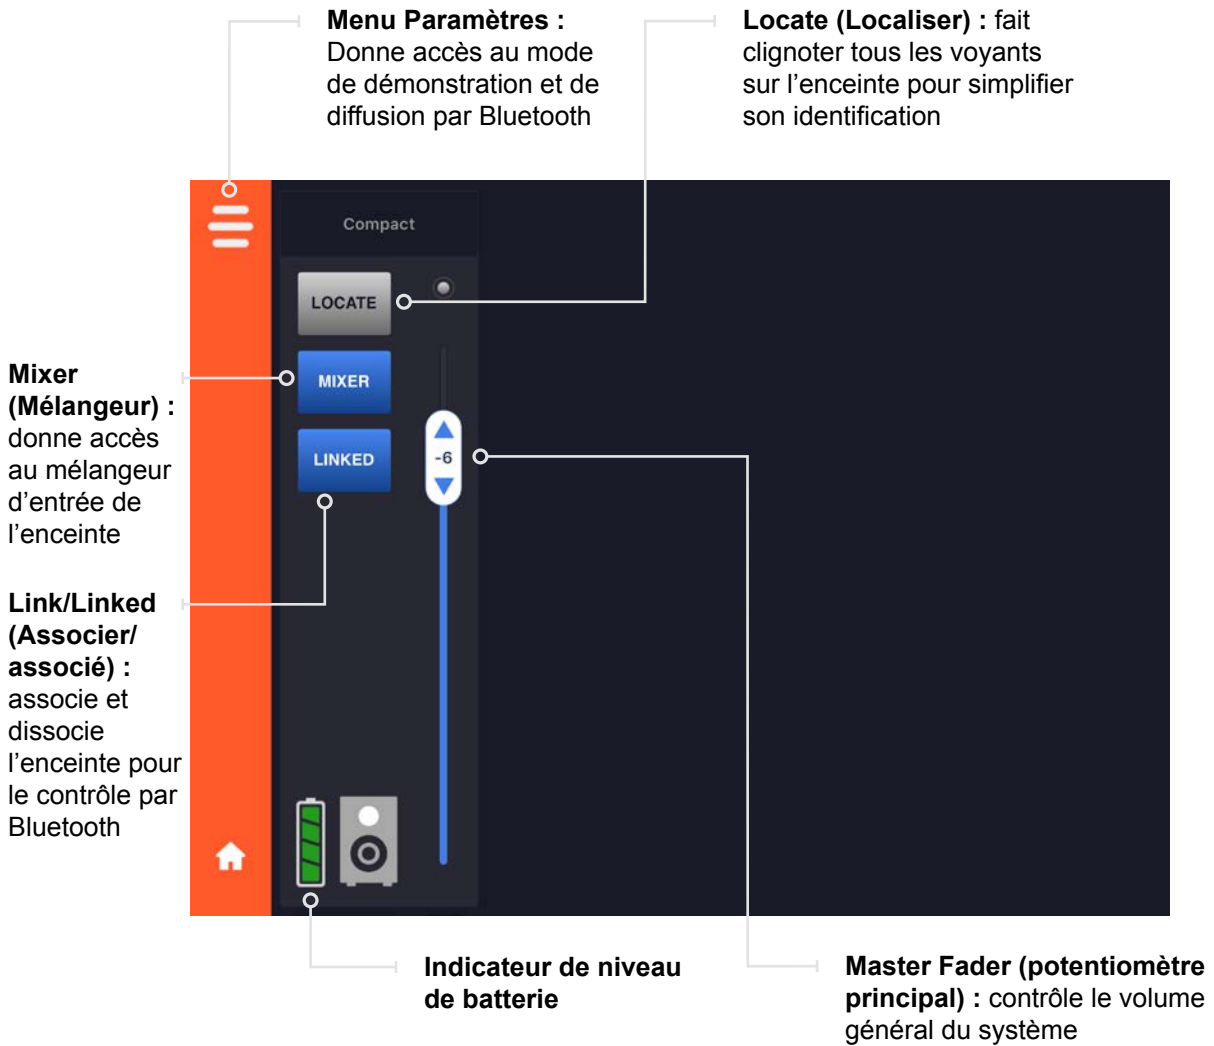 Menu Paramètres :
Donne accès au mode
de démonstration et de
diffusion par Bluetooth
Locate (Localiser) : fait
clignoter tous les voyants
sur l’enceinte pour simplifier
son identification
Compact
LOCATE
MIXER
LINKED
-6
Mixer
(Mélangeur) :
donne accès
au mélangeur
d’entrée de
l’enceinte
Link/Linked
(Associer/
associé) :
associe et
dissocie
l’enceinte pour
le contrôle par
Bluetooth
Indicateur de niveau
de batterie
Master Fader (potentiomètre
principal) : contrôle le volume
général du système